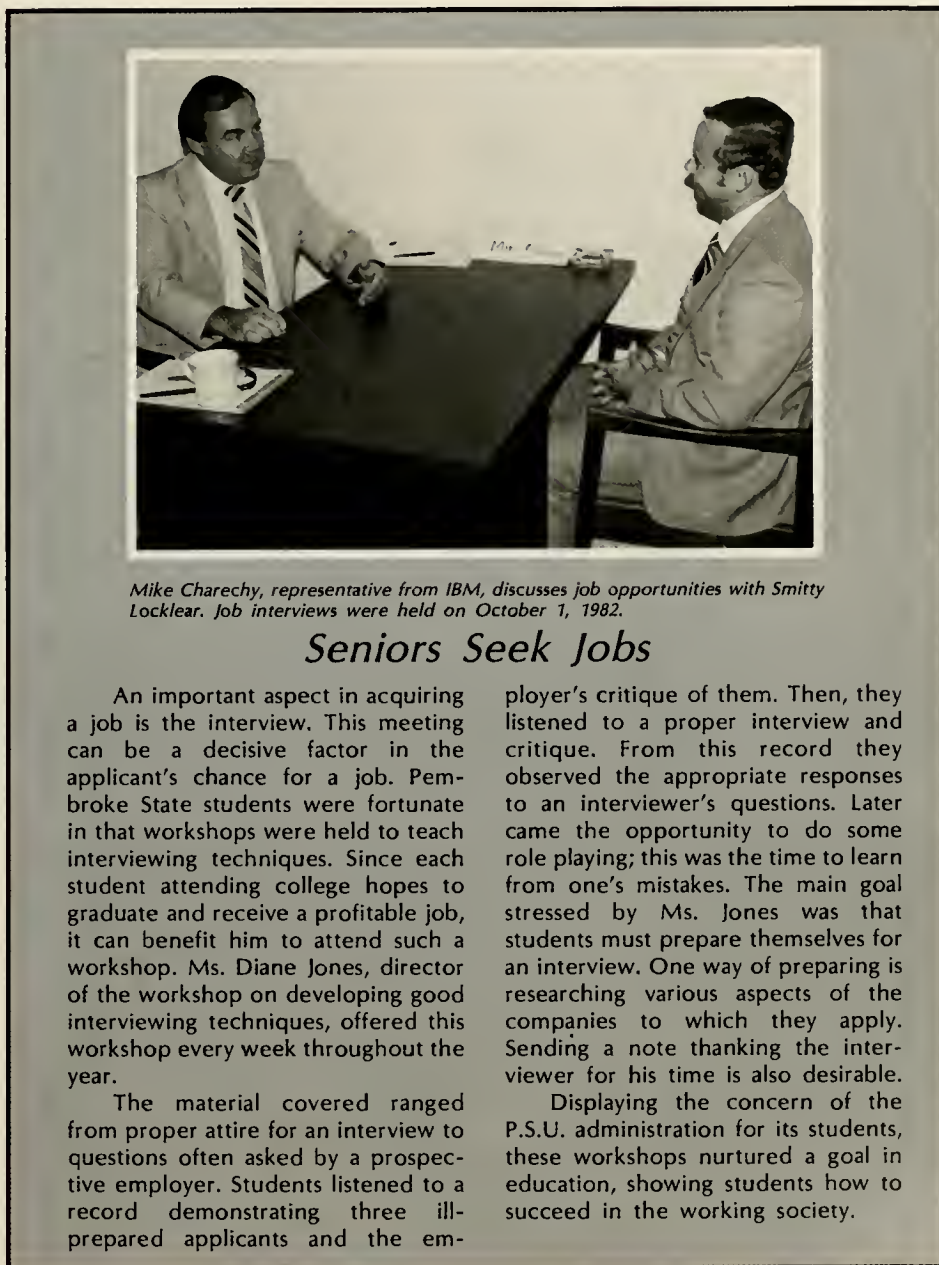 Mike Charechy, representative from IBM, discusses job opportunities with Smitty
Locklear. Job interviews were held on October 1, 1982.
Seniors Seek Jobs
An important aspect in acquiring
a job is the interview. This meeting
can be a decisive factor in the
applicant's chance for a job. Pem-
broke State students were fortunate
in that workshops were held to teach
interviewing techniques. Since each
student attending college hopes to
graduate and receive a profitable job,
it can benefit him to attend such a
workshop. Ms. Diane Jones, director
of the workshop on developing good
interviewing techniques, offered this
workshop every week throughout the
year.
The material covered ranged
from proper attire for an interview to
questions often asked by a prospec-
tive employer. Students listened to a
record demonstrating three ill-
prepared applicants and the em-
ployer's critique of them. Then, they
listened to a proper interview and
critique. From this record they
observed the appropriate responses
to an interviewer's questions. Later
came the opportunity to do some
role playing; this was the time to learn
from one's mistakes. The main goal
stressed by Ms. Jones was that
students must prepare themselves for
an interview. One way of preparing is
researching various aspects of the
companies to which they apply.
Sending a note thanking the inter-
viewer for his time is also desirable.
Displaying the concern of the
P.S.U. administration for its students,
these workshops nurtured a goal in
education, showing students how to
succeed in the working society.